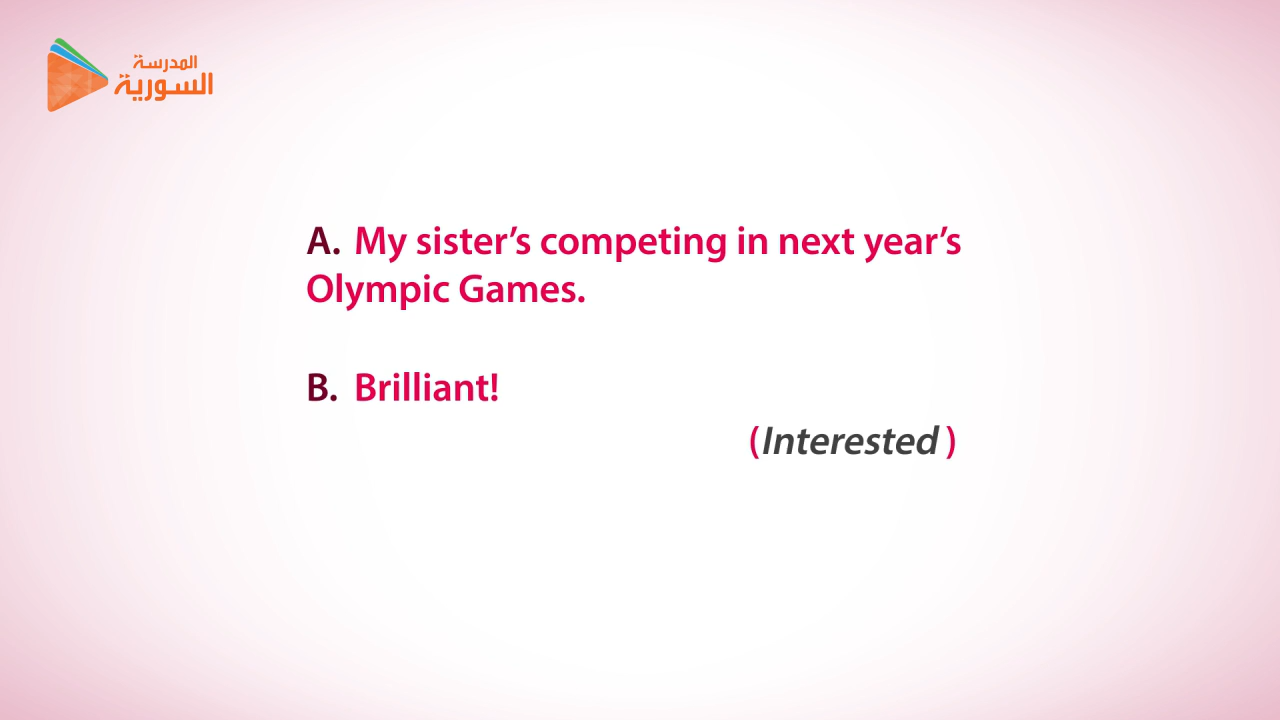 المدرسة
السورية
A. My sister’s competing in next year’s
Olympic Games.
B. Brilliant!
(Interested )